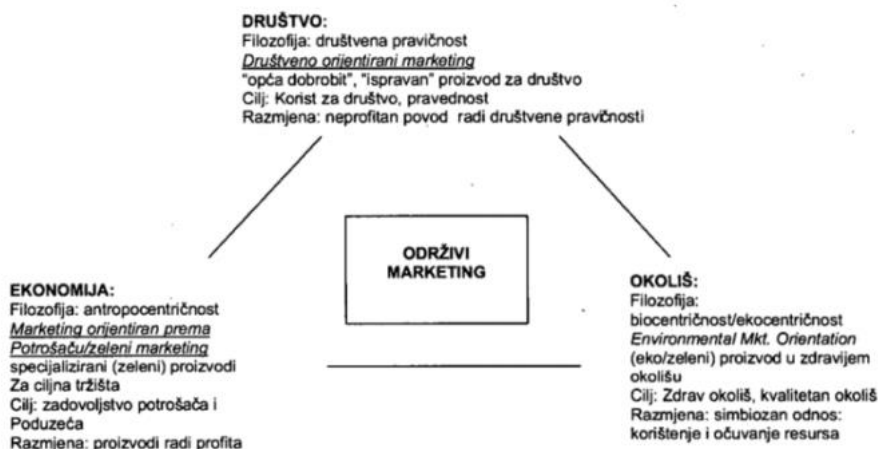 DRUŠTVO:
Filozofija: društvena pravičnost
Društveno orijentirani marketing
"opća dobrobit", "ispravan" proizvod za društvo
Cilj: Korist za društvo, pravednost
Razmjena: neprofitan povod radi društvene pravičnosti
ODRŽIVI
MARKETING
EKONOMIJA:
Filozofija: antropocentričnost
Marketing orijentiran prema
Potrošaču/zeleni marketing
specijalizirani (zeleni) proizvodi
Za ciljna tržišta
Cilj: zadovoljstvo potrošača i
Poduzeća
Razmjena: proizvodi radi profita
OKOLIŠ:
Filozofija:
biocentričnost/ekocentričnost
Environmental Mkt. Orientation
(eko/zeleni) proizvod u zdravijem
okolišu
Cilj: Zdrav okoliš, kvalitetan okoliš
Razmjena: simbiozan odnos:
korištenje i očuvanje resursa